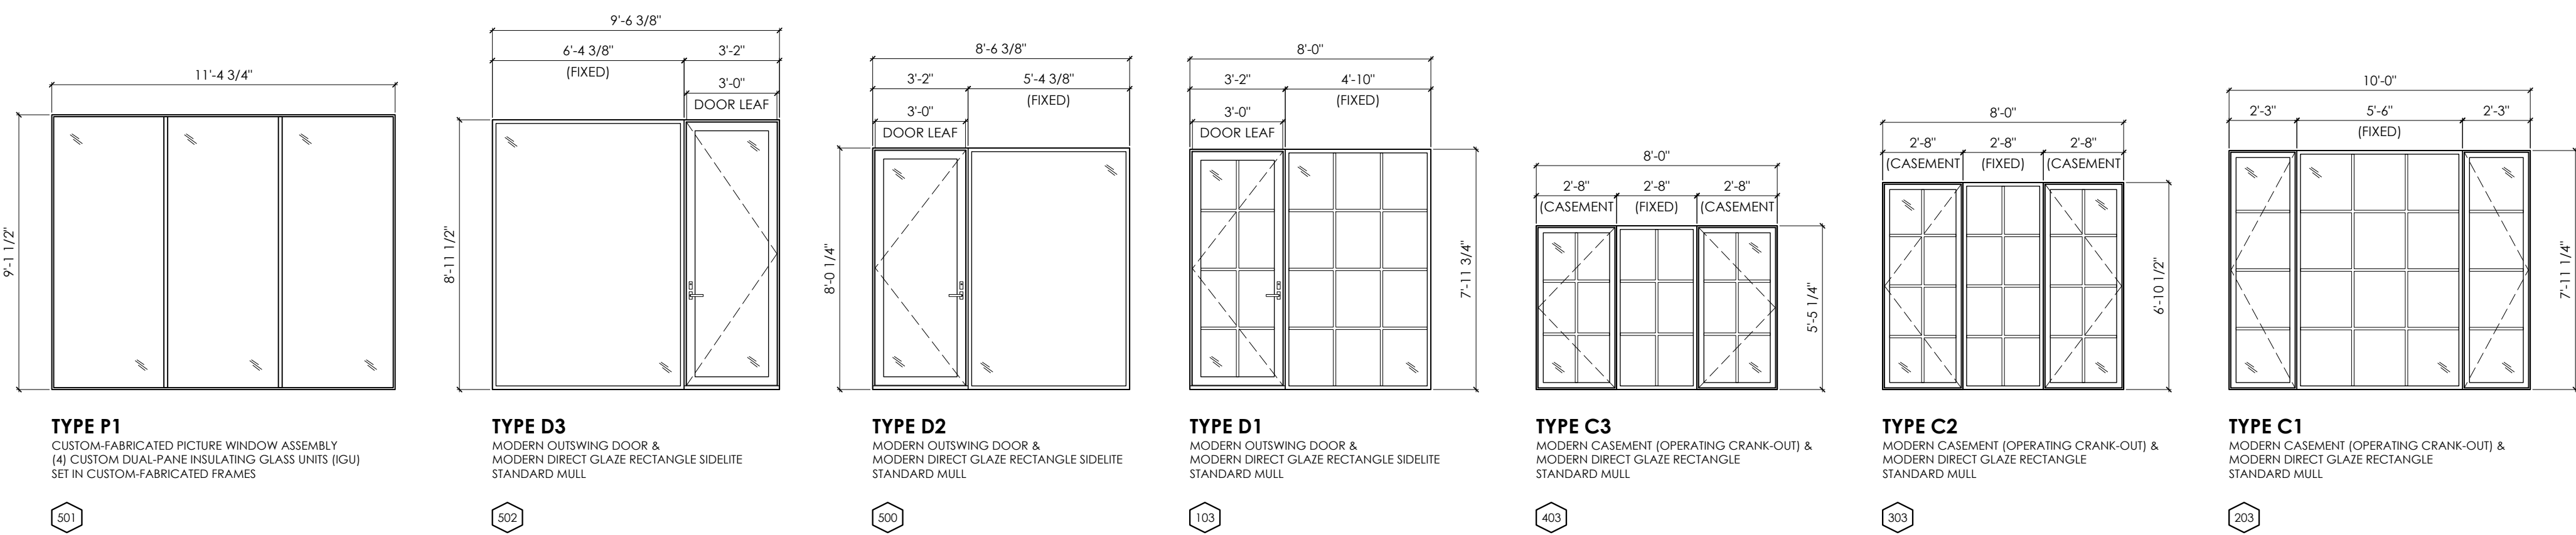 11'-4 3/4"
9'-1 1/2"
TYPE P1
CUSTOM-FABRICATED PICTURE WINDOW ASSEMBLY
(4) CUSTOM DUAL-PANE INSULATING GLASS UNITS (IGU)
SET IN CUSTOM-FABRICATED FRAMES
501
9'-6 3/8"
6'-4 3/8"
3'-2"
(FIXED)
3'-0"
DOOR LEAF
8'-11 1/2"
TYPE D3
MODERN OUTSWING DOOR &
MODERN DIRECT GLAZE RECTANGLE SIDELITE
STANDARD MULL
502
8'-6 3/8"
3'-2"
5'-4 3/8"
(FIXED)
3'-0"
DOOR LEAF
8'-0 1/4"
TYPE D2
MODERN OUTSWING DOOR &
MODERN DIRECT GLAZE RECTANGLE SIDELITE
STANDARD MULL
500
8'-0"
3'-2"
4'-10"
(FIXED)
3'-0"
DOOR LEAF
7'-11 3/4"
TYPE D1
MODERN OUTSWING DOOR &
MODERN DIRECT GLAZE RECTANGLE SIDELITE
STANDARD MULL
103
8'-0"
2'-8"
2'-8"
2'-8"
(CASEMENT
(FIXED)
(CASEMENT
5'-5 1/4"
TYPE C3
MODERN CASEMENT (OPERATING CRANK-OUT) &
MODERN DIRECT GLAZE RECTANGLE
STANDARD MULL
403
8'-0"
2'-8"
2'-8"
2'-8"
(CASEMENT
(FIXED)
(CASEMENT
6'-10 1/2"
TYPE C2
MODERN CASEMENT (OPERATING CRANK-OUT) &
MODERN DIRECT GLAZE RECTANGLE
STANDARD MULL
303
10'-0"
2'-3"
5'-6"
2'-3"
(FIXED)
7'-11 1/4"
TYPE C1
MODERN CASEMENT (OPERATING CRANK-OUT) &
MODERN DIRECT GLAZE RECTANGLE
STANDARD MULL
203